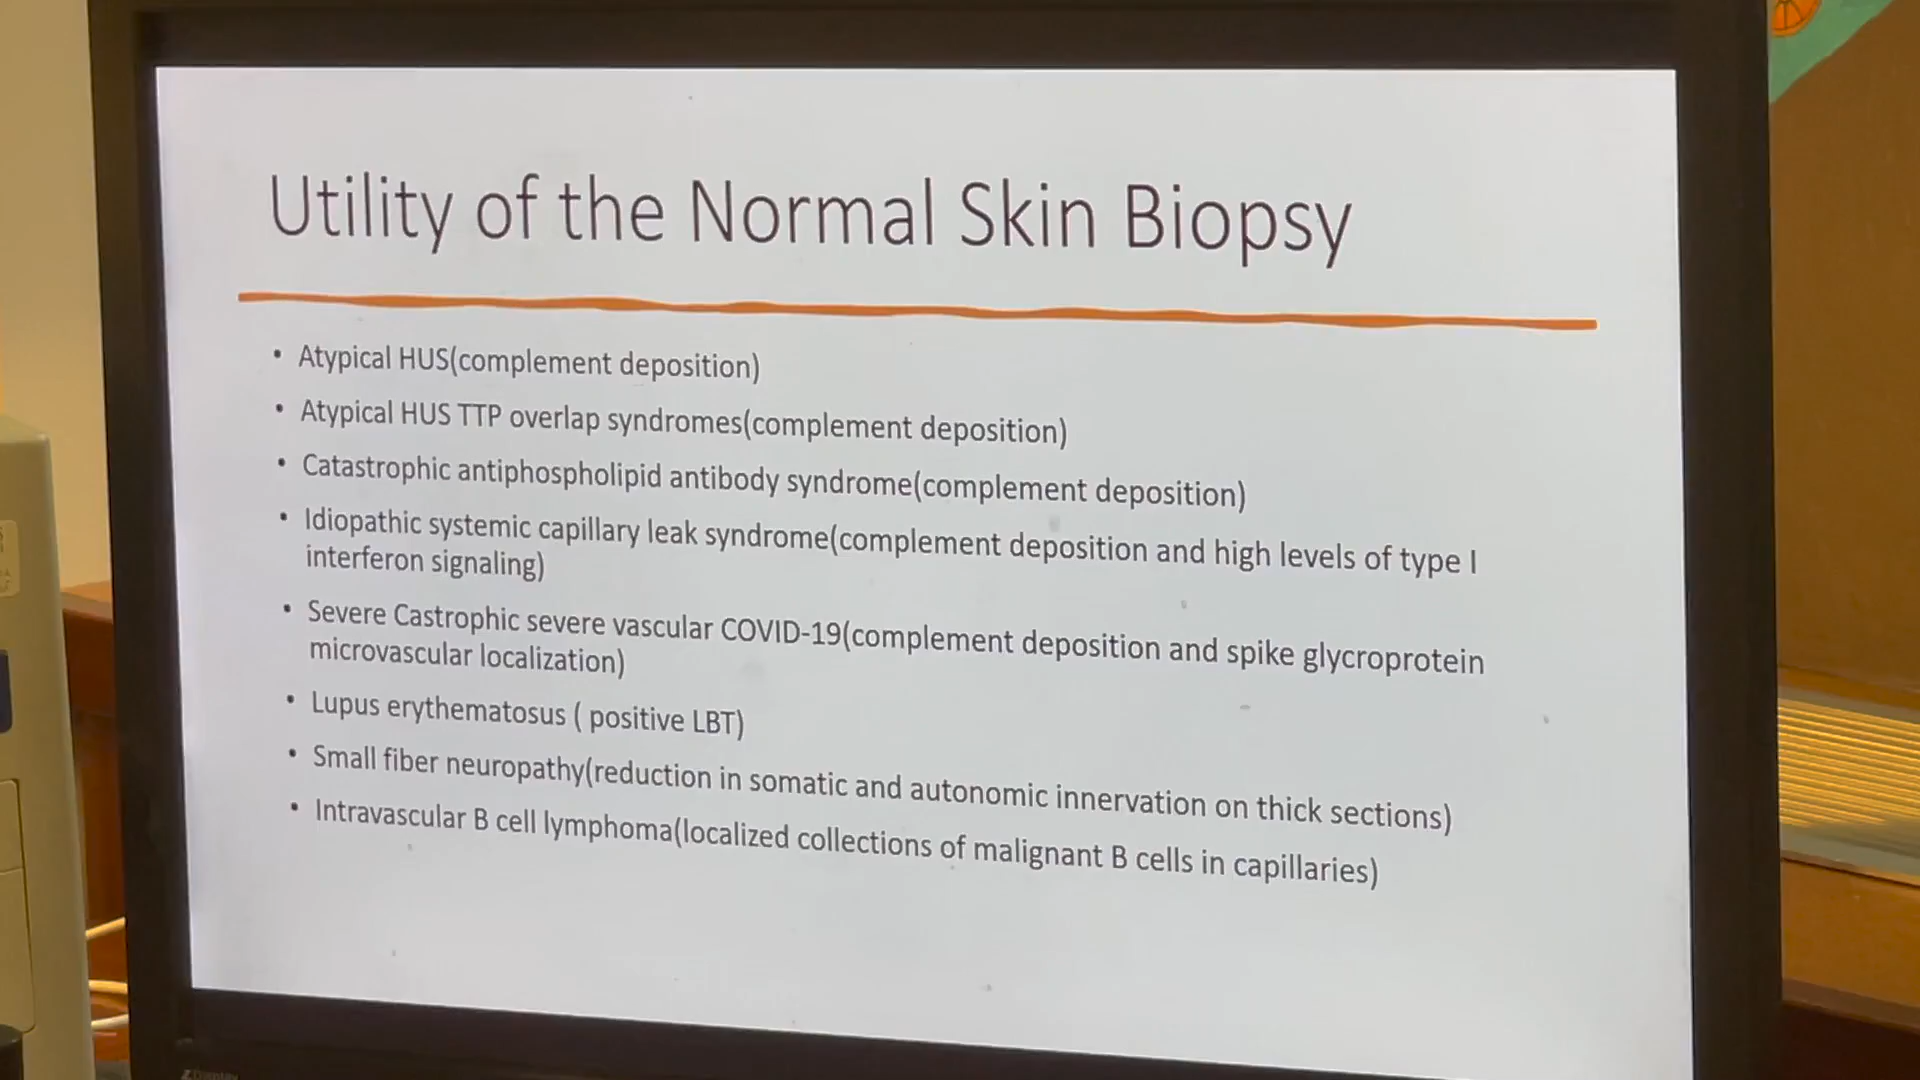 Utility of the Normal Skin Biopsy
• Atypical HUS(complement deposition)
• Atypical HUS TTP overlap syndromes(complement deposition)
• Catastrophic antiphospholipid antibody syndrome(complement deposition)
• Idiopathic systemic capillary leak syndrome(complement deposition and high levels of type I
interferon signaling)
• Severe Castrophic severe vascular COVID-19(complement deposition and spike glycroprotein
microvascular localization)
• Lupus erythematosus ( positive LBT)
• Small fiber neuropathy(reduction in somatic and autonomic innervation on thick sections)
• Intravascular B cell lymphoma(localized collections of malignant B cells in capillaries)